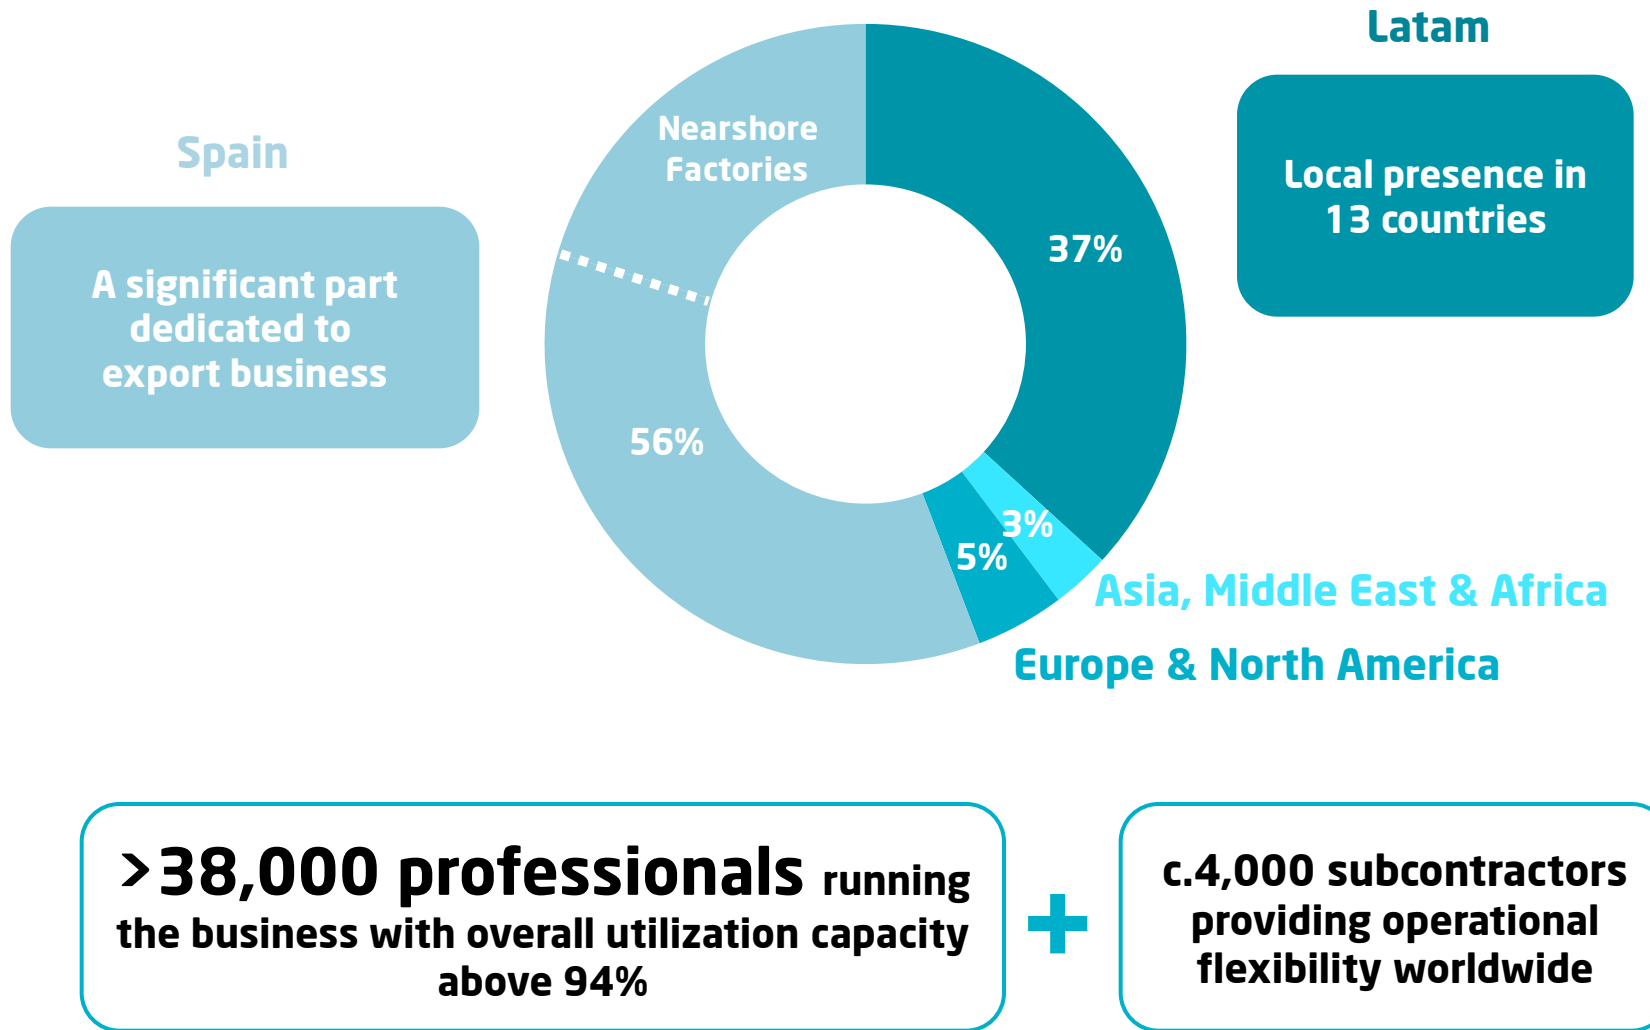 Latam
Local presence in
13 countries
Spain
A significant part
dedicated to
export business
Nearshore
Factories
37%
56%
3%
5%
Asia, Middle East & Africa
Europe & North America
>38,000 professionals running
the business with overall utilization capacity
above 94%
+
c.4,000 subcontractors
providing operational
flexibility worldwide